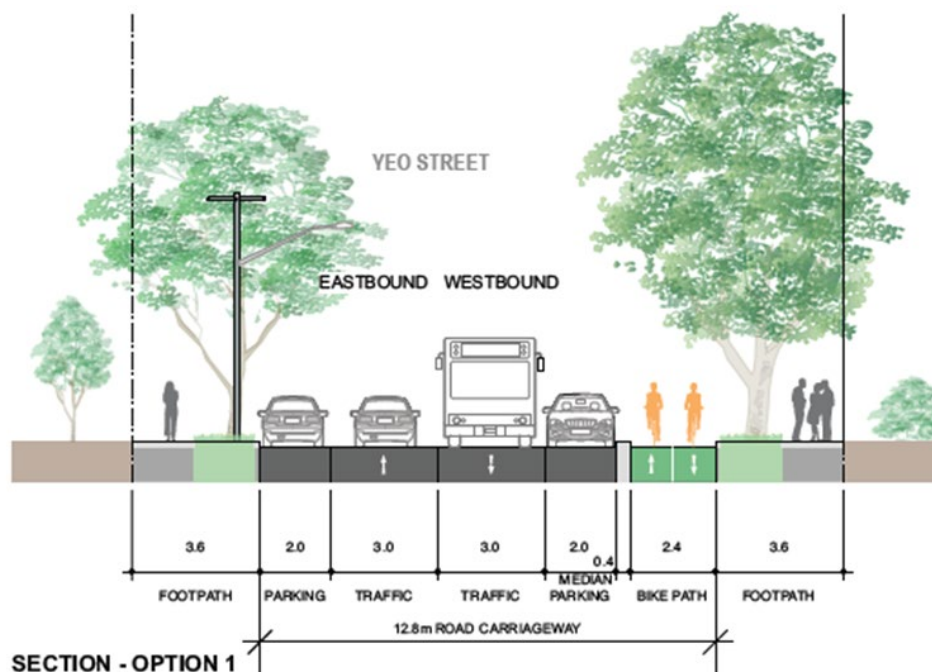 YEO STREET
EASTBOUND WESTBOUND
3.6 2.0 3.0 3.0 2.0 0.4 2.4 3.6
FOOTPATH PARKING TRAFFIC TRAFFIC MEDIAN PARKING BIKE PATH FOOTPATH
12.8m ROAD CARRIAGEWAY
SECTION - OPTION 1